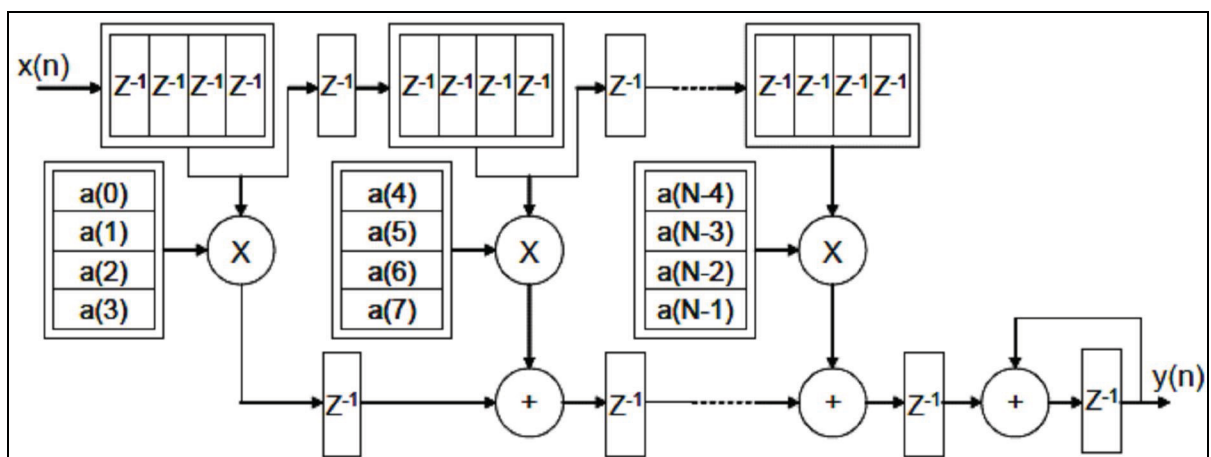 x(n)
Z-1 Z-1 Z-1 Z-1
Z-1
Z-1 Z-1 Z-1 Z-1
Z-1
Z-1 Z-1 Z-1 Z-1
a(0)
a(1)
a(2)
a(3)
X
a(4)
a(5)
a(6)
a(7)
X
a(N-4)
a(N-3)
a(N-2)
a(N-1)
X
Z-1
+
Z-1
+
Z-1
+
Z-1
y(n)